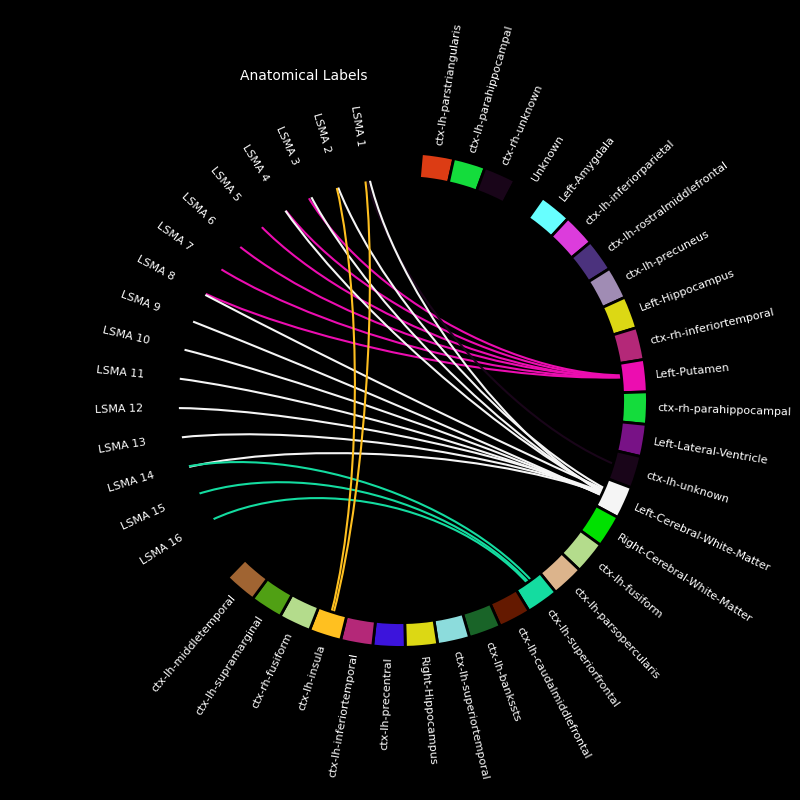 Anatomical Labels
LSMA 1
LSMA 2
LSMA 3
LSMA 4
LSMA 5
LSMA 6
LSMA 7
LSMA 8
LSMA 9
LSMA 10
LSMA 11
LSMA 12
LSMA 13
LSMA 14
LSMA 15
LSMA 16
ctx-lh-middletemporal
ctx-lh-supramarginal
ctx-rh-fusiform
ctx-lh-insula
ctx-lh-inferiortemporal
ctx-lh-precentral
Right-Hippocampus
ctx-lh-superiortemporal
ctx-lh-bankssts
ctx-lh-caudalmiddlefrontal
ctx-lh-superiorfrontal
ctx-lh-parsopercularis
ctx-lh-fusiform
Right-Cerebral-White-Matter
Left-Cerebral-White-Matter
ctx-lh-unknown
Left-Lateral-Ventricle
ctx-rh-parahippocampal
Left-Putamen
ctx-rh-inferiortemporal
Left-Hippocampus
ctx-lh-precuneus
ctx-lh-rostralmiddlefrontal
ctx-lh-inferiorparietal
Left-Amygdala
Unknown
ctx-rh-unknown
ctx-lh-parahippocampal
ctx-lh-parstriangularis